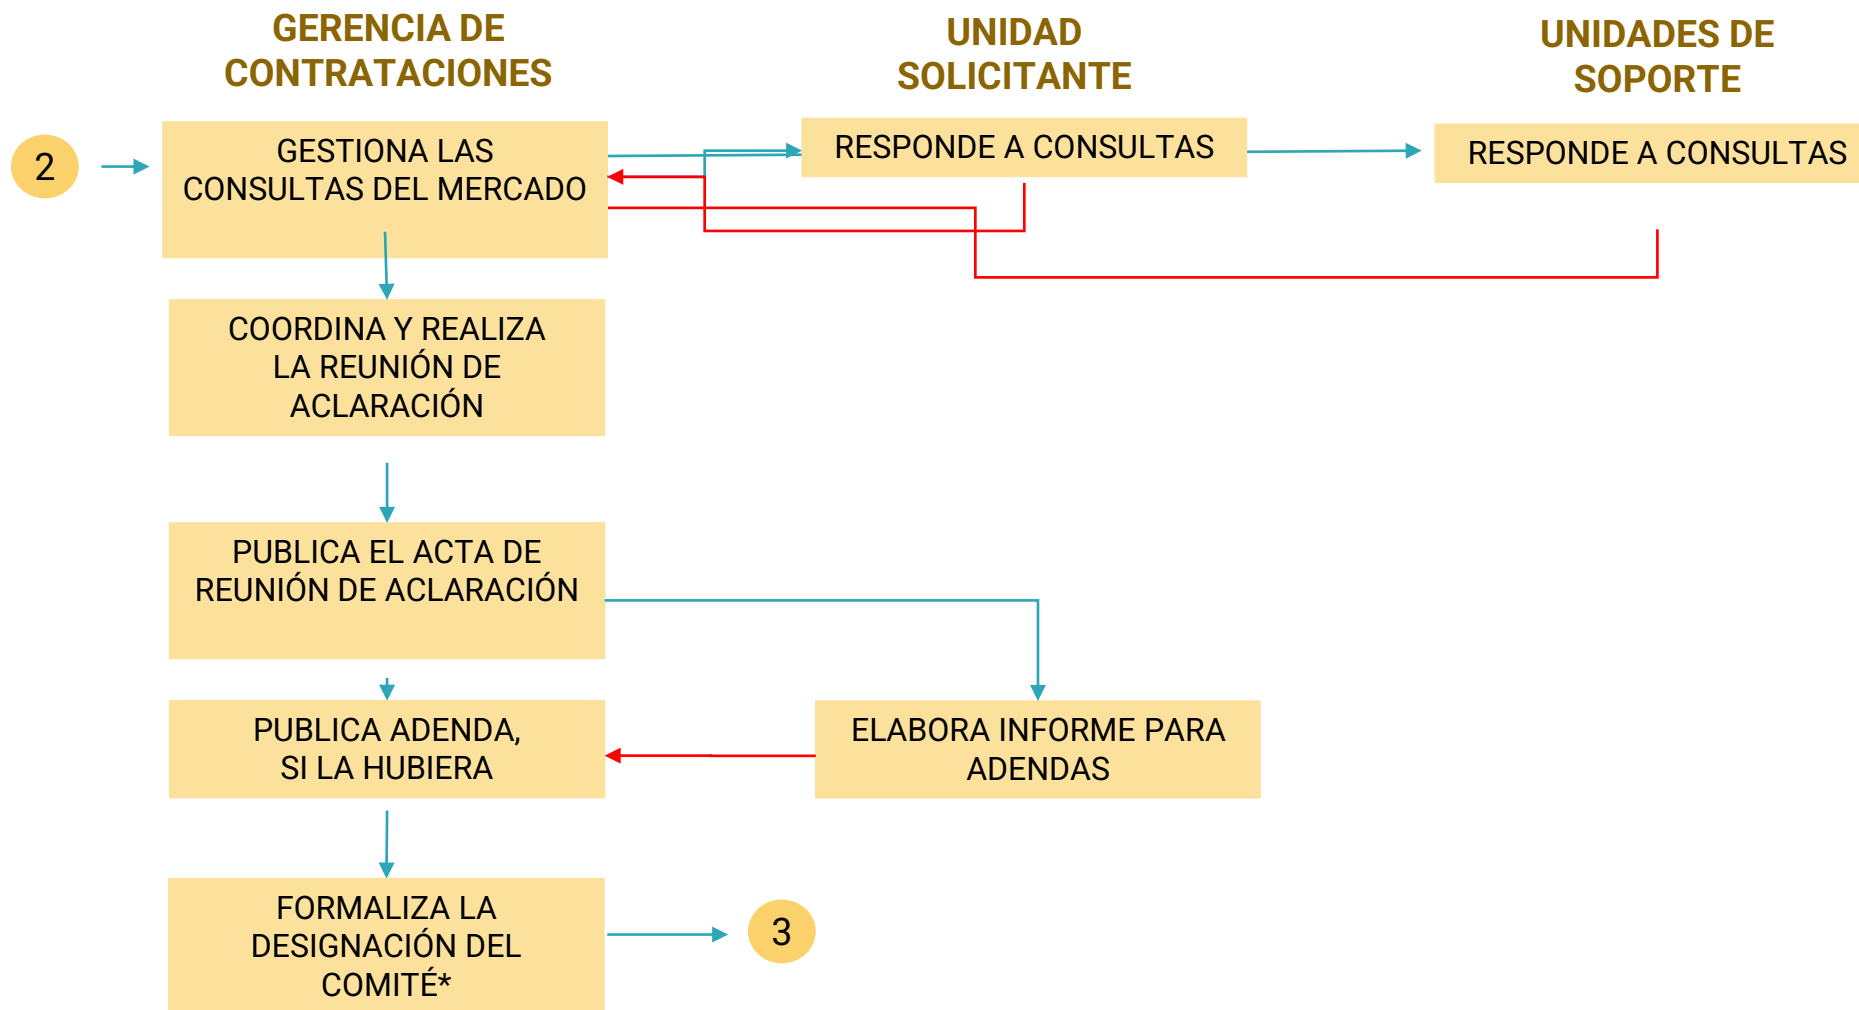 GERENCIA DE
CONTRATACIONES
UNIDAD
SOLICITANTE
UNIDADES DE
SOPORTE
2
GESTIONA LAS
CONSULTAS DEL MERCADO
RESPONDE A CONSULTAS
RESPONDE A CONSULTAS
COORDINA Y REALIZA
LA REUNIÓN DE
ACLARACIÓN
PUBLICA EL ACTA DE
REUNIÓN DE ACLARACIÓN
PUBLICA ADENDA,
SI LA HUBIERA
ELABORA INFORME PARA
ADENDAS
FORMALIZA LA
DESIGNACIÓN DEL
COMITÉ*
3